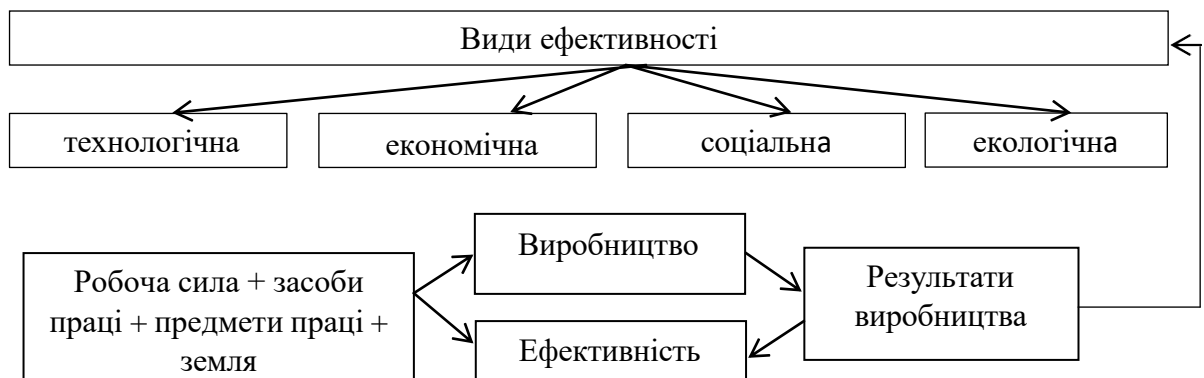 Види ефективності
технологічна
економічна
соціальна
екологічна
Робоча сила + засоби
праці + предмети праці +
земля
Виробництво
Ефективність
Результати
виробництва